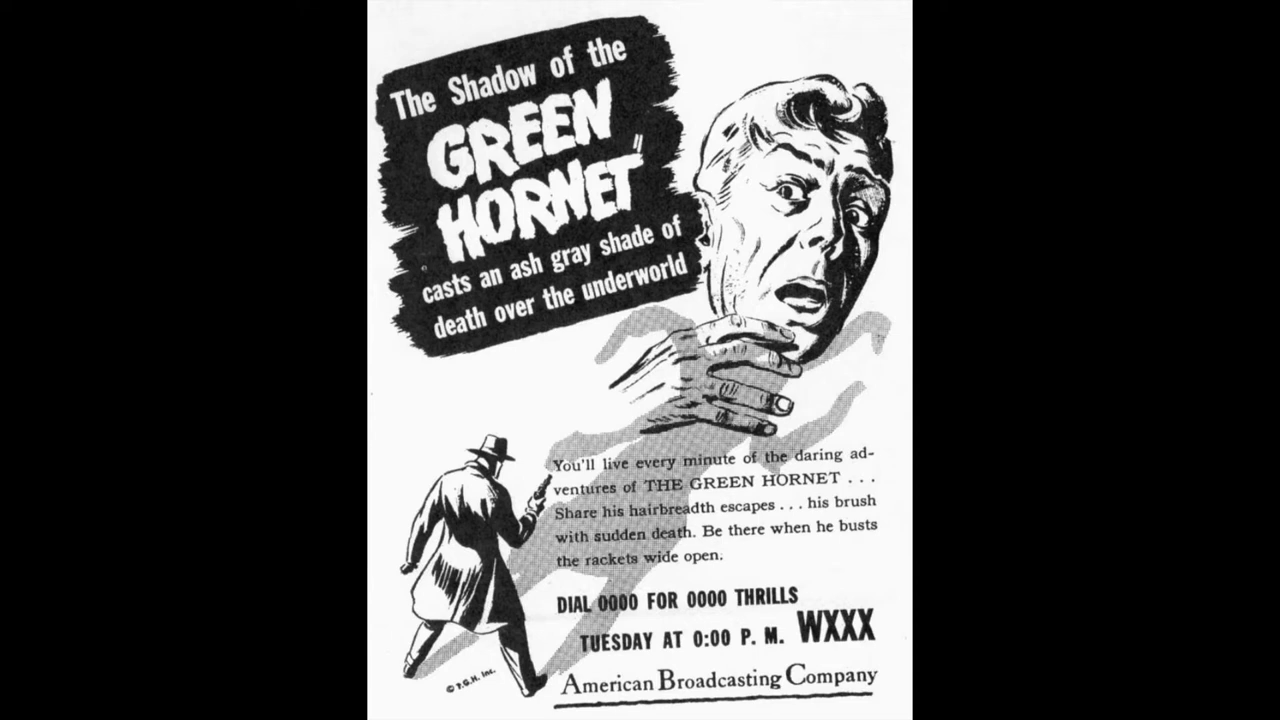 The Shadow of the
GREEN
HORNET"
casts an ash gray shade of
death over the underworld
You'll live every minute of the daring ad-
ventures of THE GREEN HORNET . . .
Share his hairbreadth escapes . . . his brush
with sudden death. Be there when he busts
the rackets wide open.
DIAL 0000 FOR 0000 THRILLS
TUESDAY AT 0:00 P. M. WXXX
American Broadcasting Company
© T.G.H. Inc.